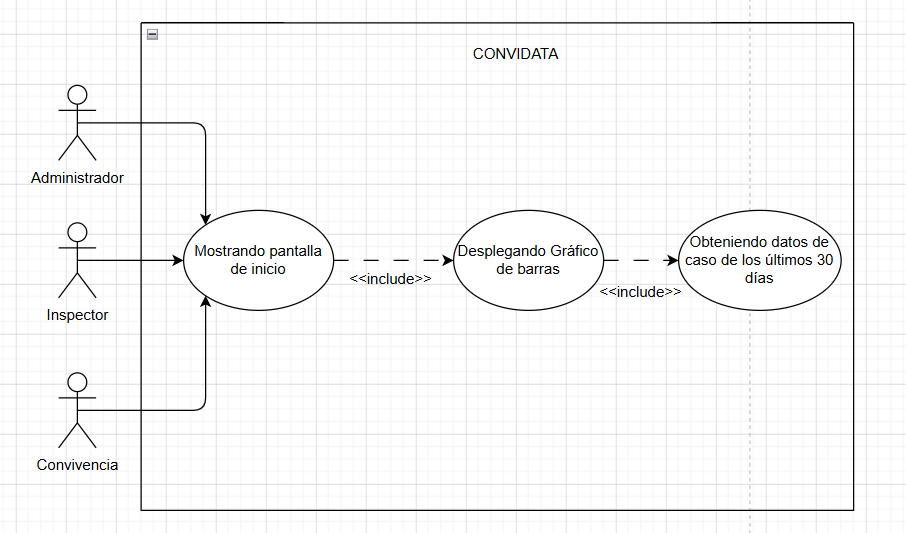 CONVIDATA
Administrador
Inspector
Convivencia
Mostrando pantalla
de inicio
<<include>>
Desplegando Gráfico
de barras
<<include>>
Obteniendo datos de
caso de los últimos 30
días